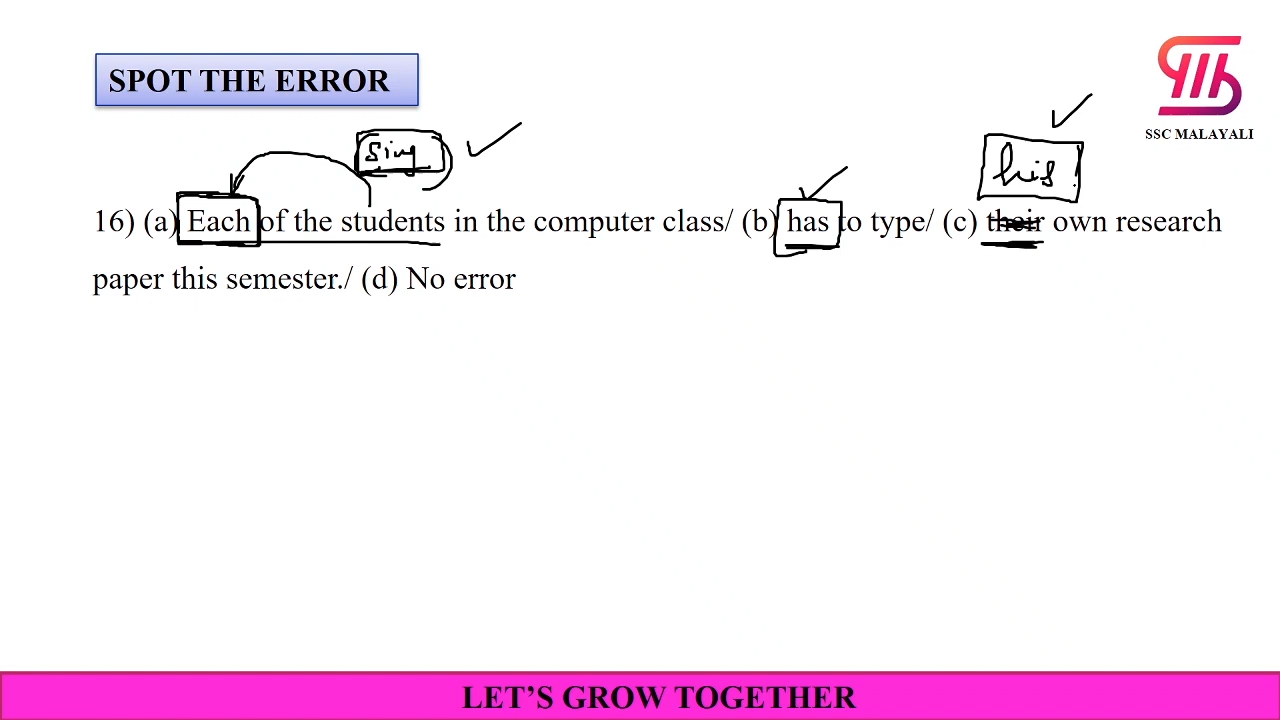 SPOT THE ERROR
SSC MALAYALI
Sing
his
16) (a) Each of the students in the computer class/ (b) has to type/ (c) their own research
paper this semester./ (d) No error
LET'S GROW TOGETHER